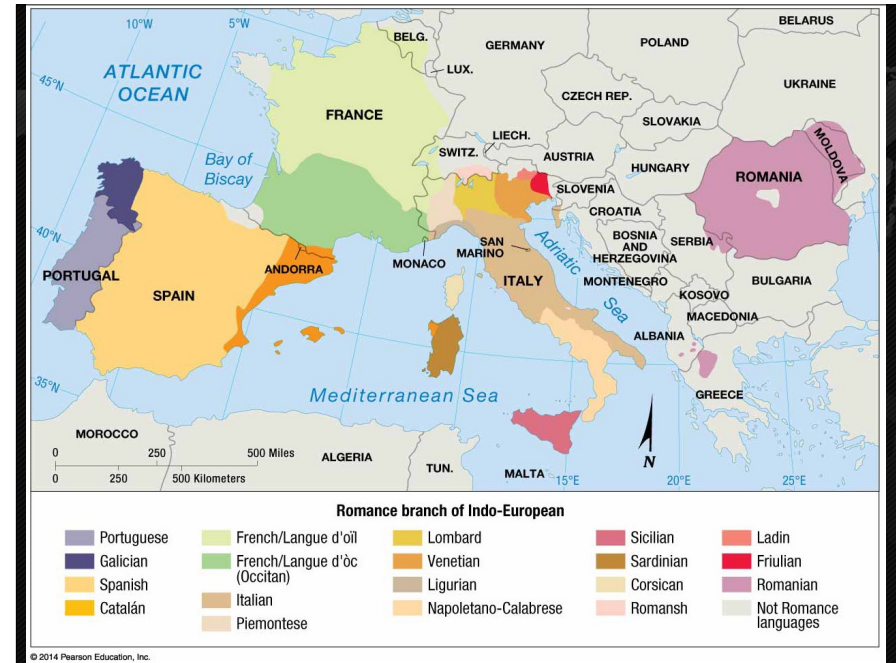 10°W
5°W
BELG.
GERMANY
POLAND
BELARUS
LUX.
ATLANTIC
OCEAN
45°N
CZECH REP.
UKRAINE
FRANCE
SLOVAKIA
LIECH.
SWITZ.
AUSTRIA
MOLDOVA
Bay of
Biscay
HUNGARY
ROMANIA
SLOVENIA
CROATIA
40°N
SAN
MARINO
Adriatic
Sea
BOSNIA
AND
HERZEGOVINA
SERBIA
PORTUGAL
ANDORRA
MONACO
SPAIN
ITALY
MONTENEGRO
BULGARIA
KOSOVO
MACEDONIA
ALBANIA
35°N
Mediterranean Sea
GREECE
MOROCCO
0 250 500 Miles
0 250 500 Kilometers
ALGERIA
TUN.
MALTA
N
15°E
20°E
25°E
Romance branch of Indo-European
Portuguese
Galician
Spanish
Catalán
French/Langue d'oïl
French/Langue d'òc
(Occitan)
Italian
Piemontese
Lombard
Venetian
Ligurian
Napoletano-Calabrese
Sicilian
Sardinian
Corsican
Romansh
Ladin
Friulian
Romanian
Not Romance
languages
© 2014 Pearson Education, Inc.